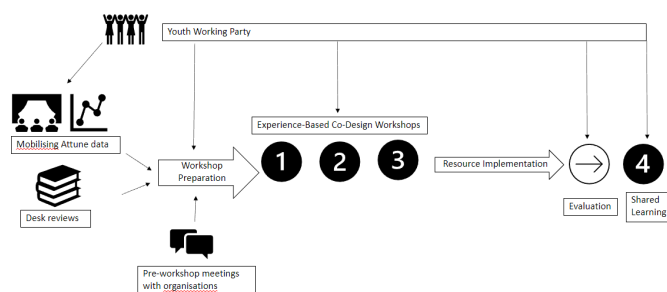 Youth Working Party
Experience-Based Co-Design Workshops
Mobilising Attune data
Workshop
Preparation
1
2
3
Resource Implementation
4
Desk reviews
Evaluation
Shared
Learning
Pre-workshop meetings
with organisations